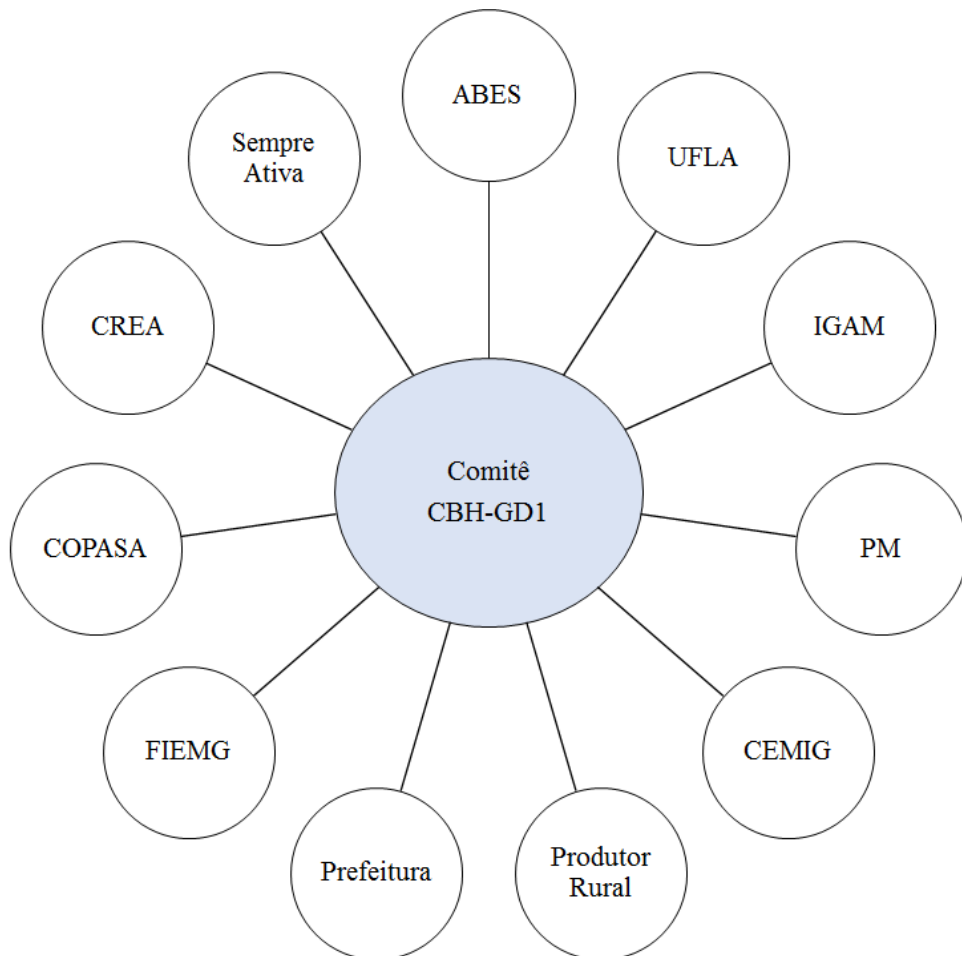 ABES
Sempre
Ativa
UFLA
CREA
IGAM
Comitê
CBH-GD1
COPASA
PM
FIEMG
CEMIG
Prefeitura
Produtor
Rural